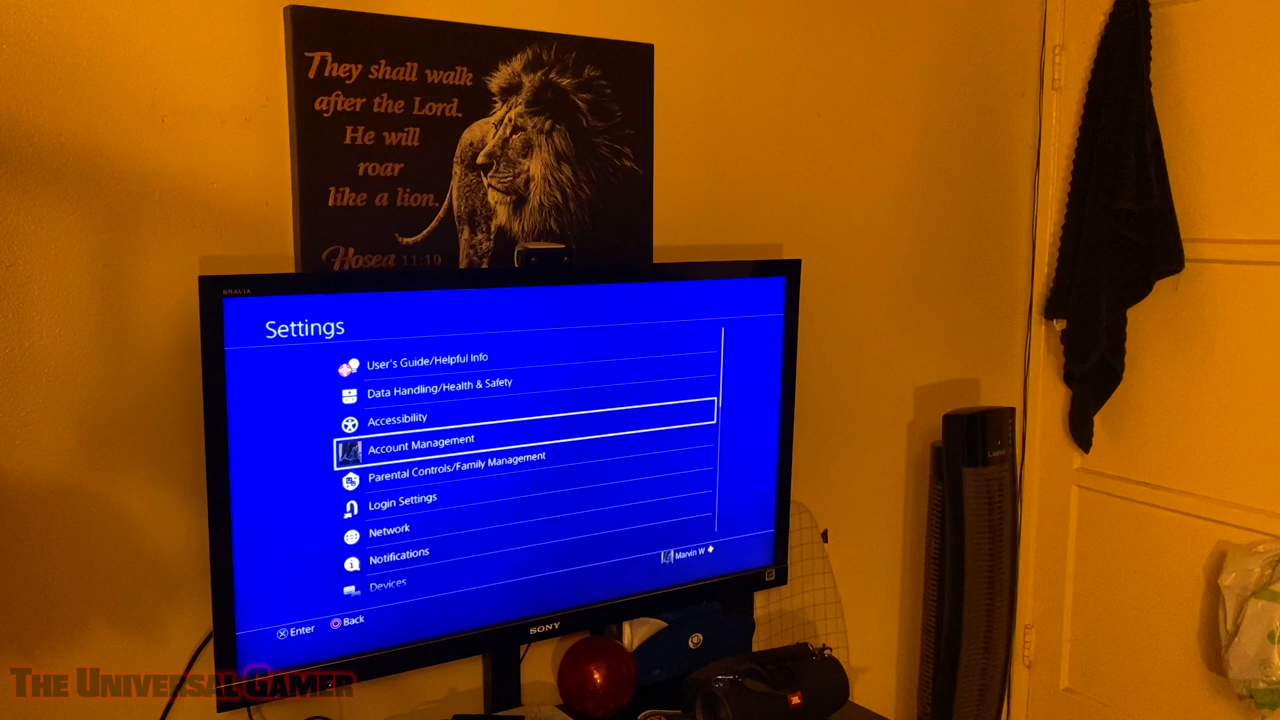 They shall walk
after the Lord.
He will
roar
like a lion.
Hosea 11:10
BRAVIA
Settings
User's Guide/Helpful Info
Data Handling/Health & Safety
Accessibility
Account Management
Parental Controls/Family Management
Login Settings
Network
Notifications
Devices
Marvin W
Enter
Back
SONY
JBL
Lasko
THE UNIVERSAL GAMER